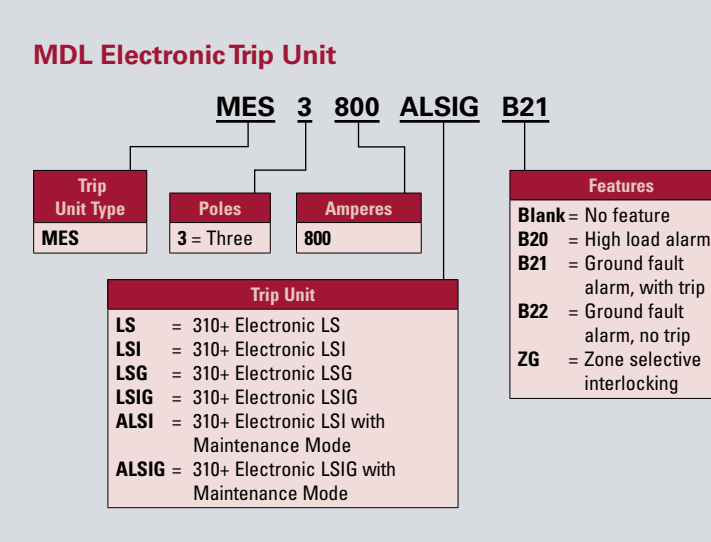 MDL Electronic Trip Unit
MES 3 800 ALSIG B21
Trip
Unit Type
MES
Poles
3 = Three
Amperes
800
Trip Unit
LS = 310+ Electronic LS
LSI = 310+ Electronic LSI
LSG = 310+ Electronic LSG
LSIG = 310+ Electronic LSIG
ALSI = 310+ Electronic LSI with
Maintenance Mode
ALSIG = 310+ Electronic LSIG with
Maintenance Mode
Features
Blank = No feature
B20 = High load alarm
B21 = Ground fault
alarm, with trip
B22 = Ground fault
alarm, no trip
ZG = Zone selective
interlocking